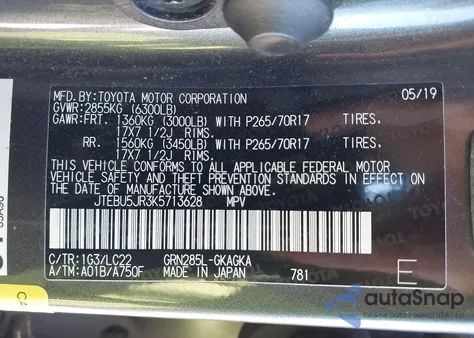 MFD.BY:TOYOTA MOTOR CORPORATION 05/19
GVWR:2855KG (6300LB)
GAWR:FRT. 1360KG (3000LB) WITH P265/70R17 TIRES,
17X7 1/2J RIMS.
RR. 1560KG (3450LB) WITH P265/70R17 TIRES,
17X7 1/2J RIMS.
THIS VEHICLE CONFORMS TO ALL APPLICABLE FEDERAL MOTOR
VEHICLE SAFETY AND THEFT PREVENTION STANDARDS IN EFFECT
ON THE DATE OF MANUFACTURE SHOWN ABOVE.
JTEBU5JR3K5713628 MPV
C/TR:1G3/LC22 GRN285L-GKAGKA
A/TM:A01B/A750F MADE IN JAPAN 781 E
CA
autoSnap